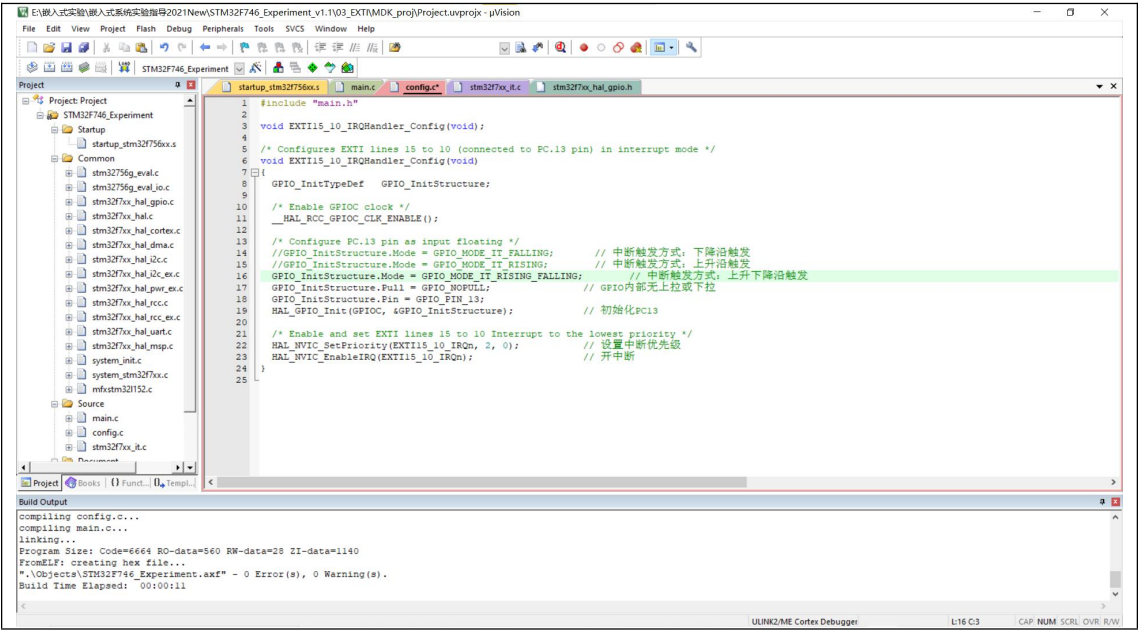 E:\嵌入式实验\嵌入式系统实验指导2021New\STM32F746_Experiment_v1.1\03_EXTI\MDK_proj\Project.uvprojx - µVision
File Edit View Project Flash Debug Peripherals Tools SVCS Window Help
STM32F746_Experiment
Project
startup_stm32f756xx.s main.c config.c* stm32f7xx_it.c stm32f7xx_hal_gpio.h
Project: Project
STM32F746_Experiment
Startup
startup_stm32f756xx.s
Common
stm32756g_eval.c
stm32756g_eval_io.c
stm32f7xx_hal_gpio.c
stm32f7xx_hal.c
stm32f7xx_hal_cortex.c
stm32f7xx_hal_dma.c
stm32f7xx_hal_i2c.c
stm32f7xx_hal_i2c_ex.c
stm32f7xx_hal_pwr_ex.c
stm32f7xx_hal_rcc.c
stm32f7xx_hal_rcc_ex.c
stm32f7xx_hal_uart.c
stm32f7xx_hal_msp.c
system_init.c
system_stm32f7xx.c
mfxstm32l152.c
Source
main.c
config.c
stm32f7xx_it.c
Document
Project Books {} Funct... 0→ Templ...
1 #include "main.h"
2
3 void EXTI15_10_IRQHandler_Config(void);
4
5 /* Configures EXTI lines 15 to 10 (connected to PC.13 pin) in interrupt mode */
6 void EXTI15_10_IRQHandler_Config(void)
7 {
8 GPIO_InitTypeDef GPIO_InitStructure;
9
10 /* Enable GPIOC clock */
11 __HAL_RCC_GPIOC_CLK_ENABLE();
12
13 /* Configure PC.13 pin as input floating */
14 //GPIO_InitStructure.Mode = GPIO_MODE_IT_FALLING; // 中断触发方式：下降沿触发
15 //GPIO_InitStructure.Mode = GPIO_MODE_IT_RISING; // 中断触发方式：上升沿触发
16 GPIO_InitStructure.Mode = GPIO_MODE_IT_RISING_FALLING; // 中断触发方式：上升下降沿触发
17 GPIO_InitStructure.Pull = GPIO_NOPULL; // GPIO内部无上拉或下拉
18 GPIO_InitStructure.Pin = GPIO_PIN_13;
19 HAL_GPIO_Init(GPIOC, &GPIO_InitStructure); // 初始化PC13
20
21 /* Enable and set EXTI lines 15 to 10 Interrupt to the lowest priority */
22 HAL_NVIC_SetPriority(EXTI15_10_IRQn, 2, 0); // 设置中断优先级
23 HAL_NVIC_EnableIRQ(EXTI15_10_IRQn); // 开中断
24 }
25
Build Output
compiling config.c...
compiling main.c...
linking...
Program Size: Code=6664 RO-data=560 RW-data=28 ZI-data=1140
FromELF: creating hex file...
".\Objects\STM32F746_Experiment.axf" - 0 Error(s), 0 Warning(s).
Build Time Elapsed: 00:00:11
ULINK2/ME Cortex Debugger L:16 C:3 CAP NUM SCRL OVR R/W